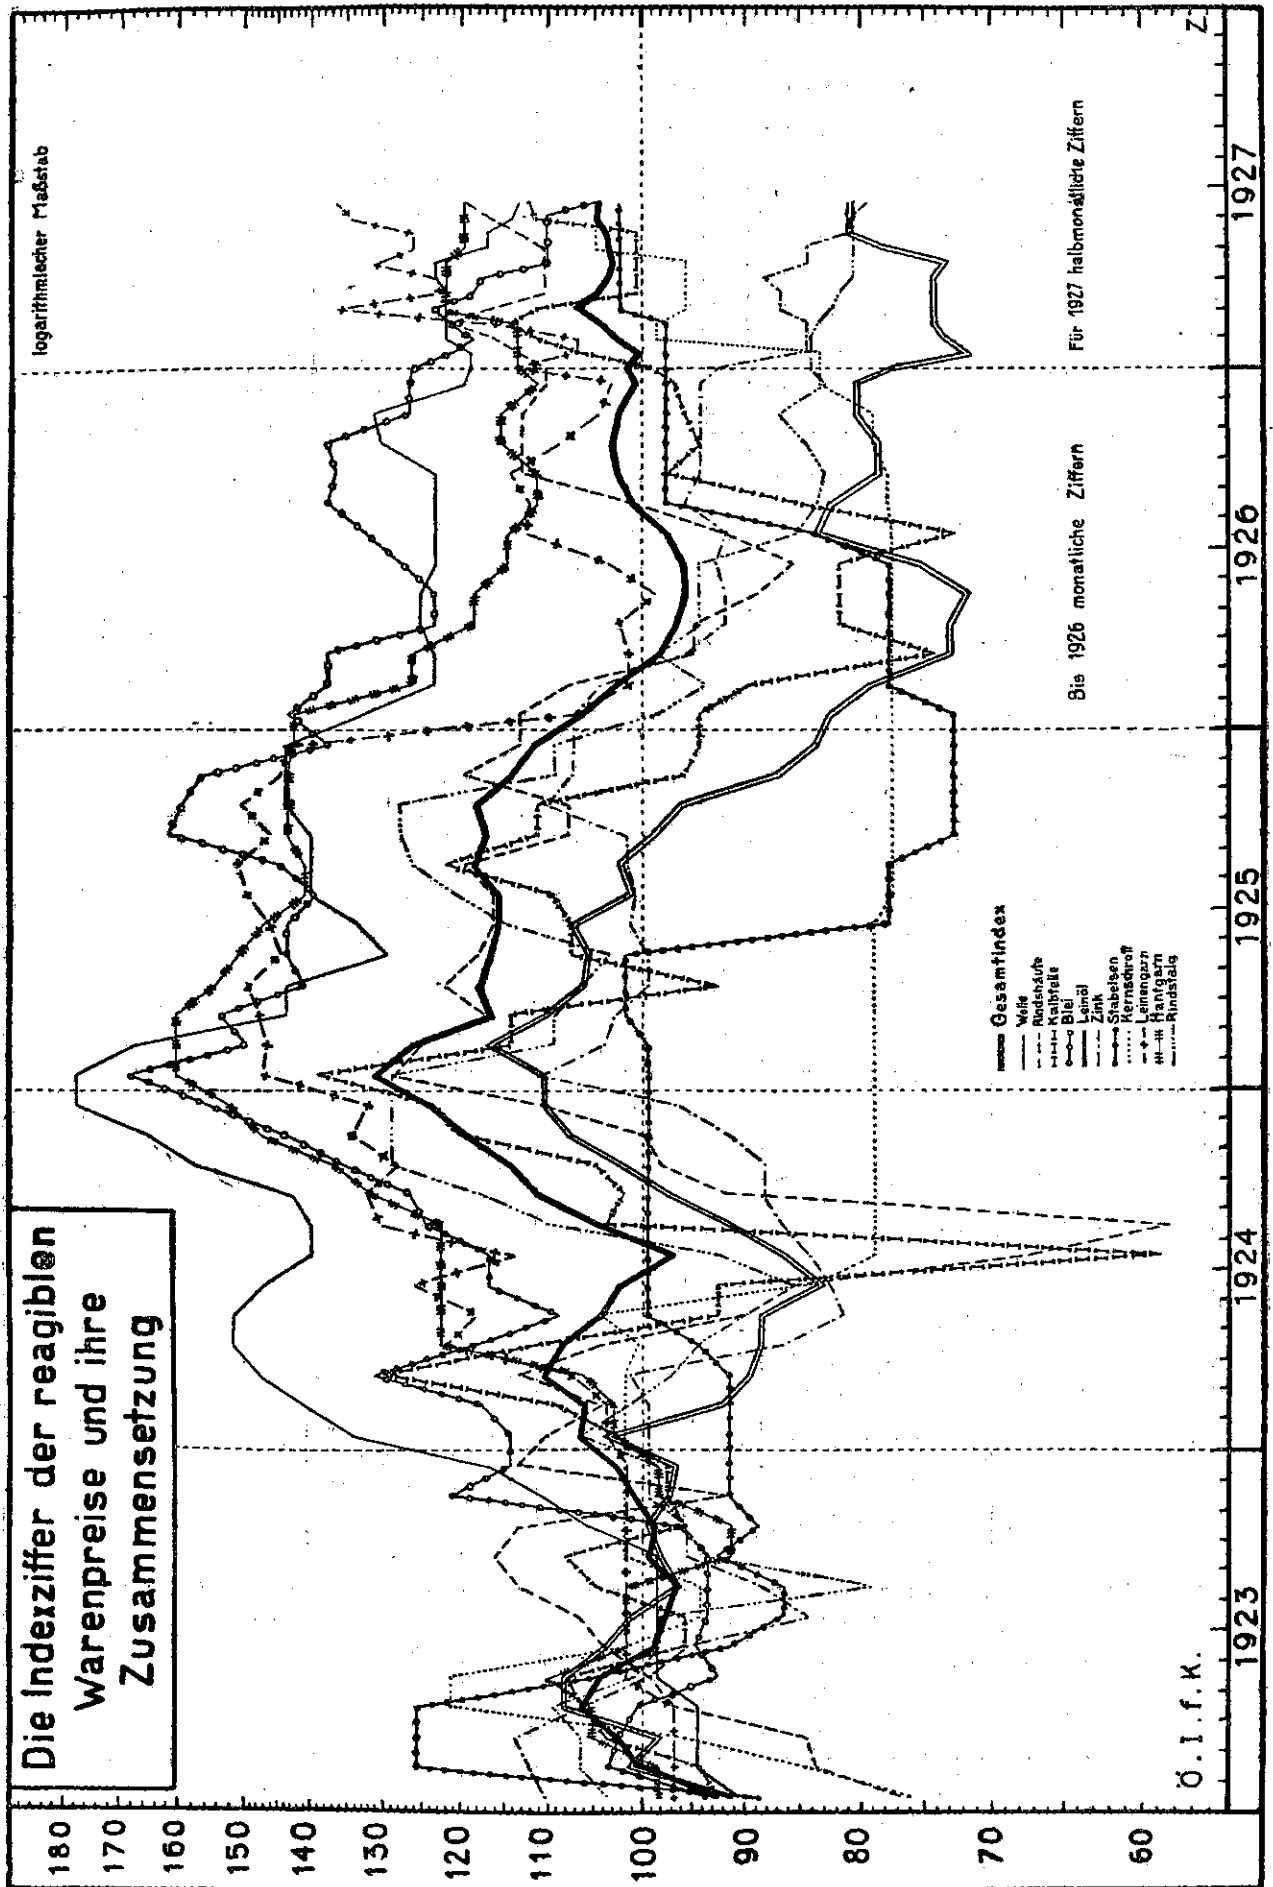 Die Indexziffer der reagiblen
Warenpreise und ihre
Zusammensetzung
logarithmischer Maßstab
180
170
160
150
140
130
120
110
100
90
80
70
60
Gesamtindex
Wolle
Rindshäute
Kalbfelle
Blei
Leinöl
Zink
Stabeisen
Kernschrott
Leinengarn
Hanfgarn
Rindstalg
Bis 1926 monatliche Ziffern
Für 1927 halbmonatliche Ziffern
Ö.I.f.K.
Z.
1923
1924
1925
1926
1927